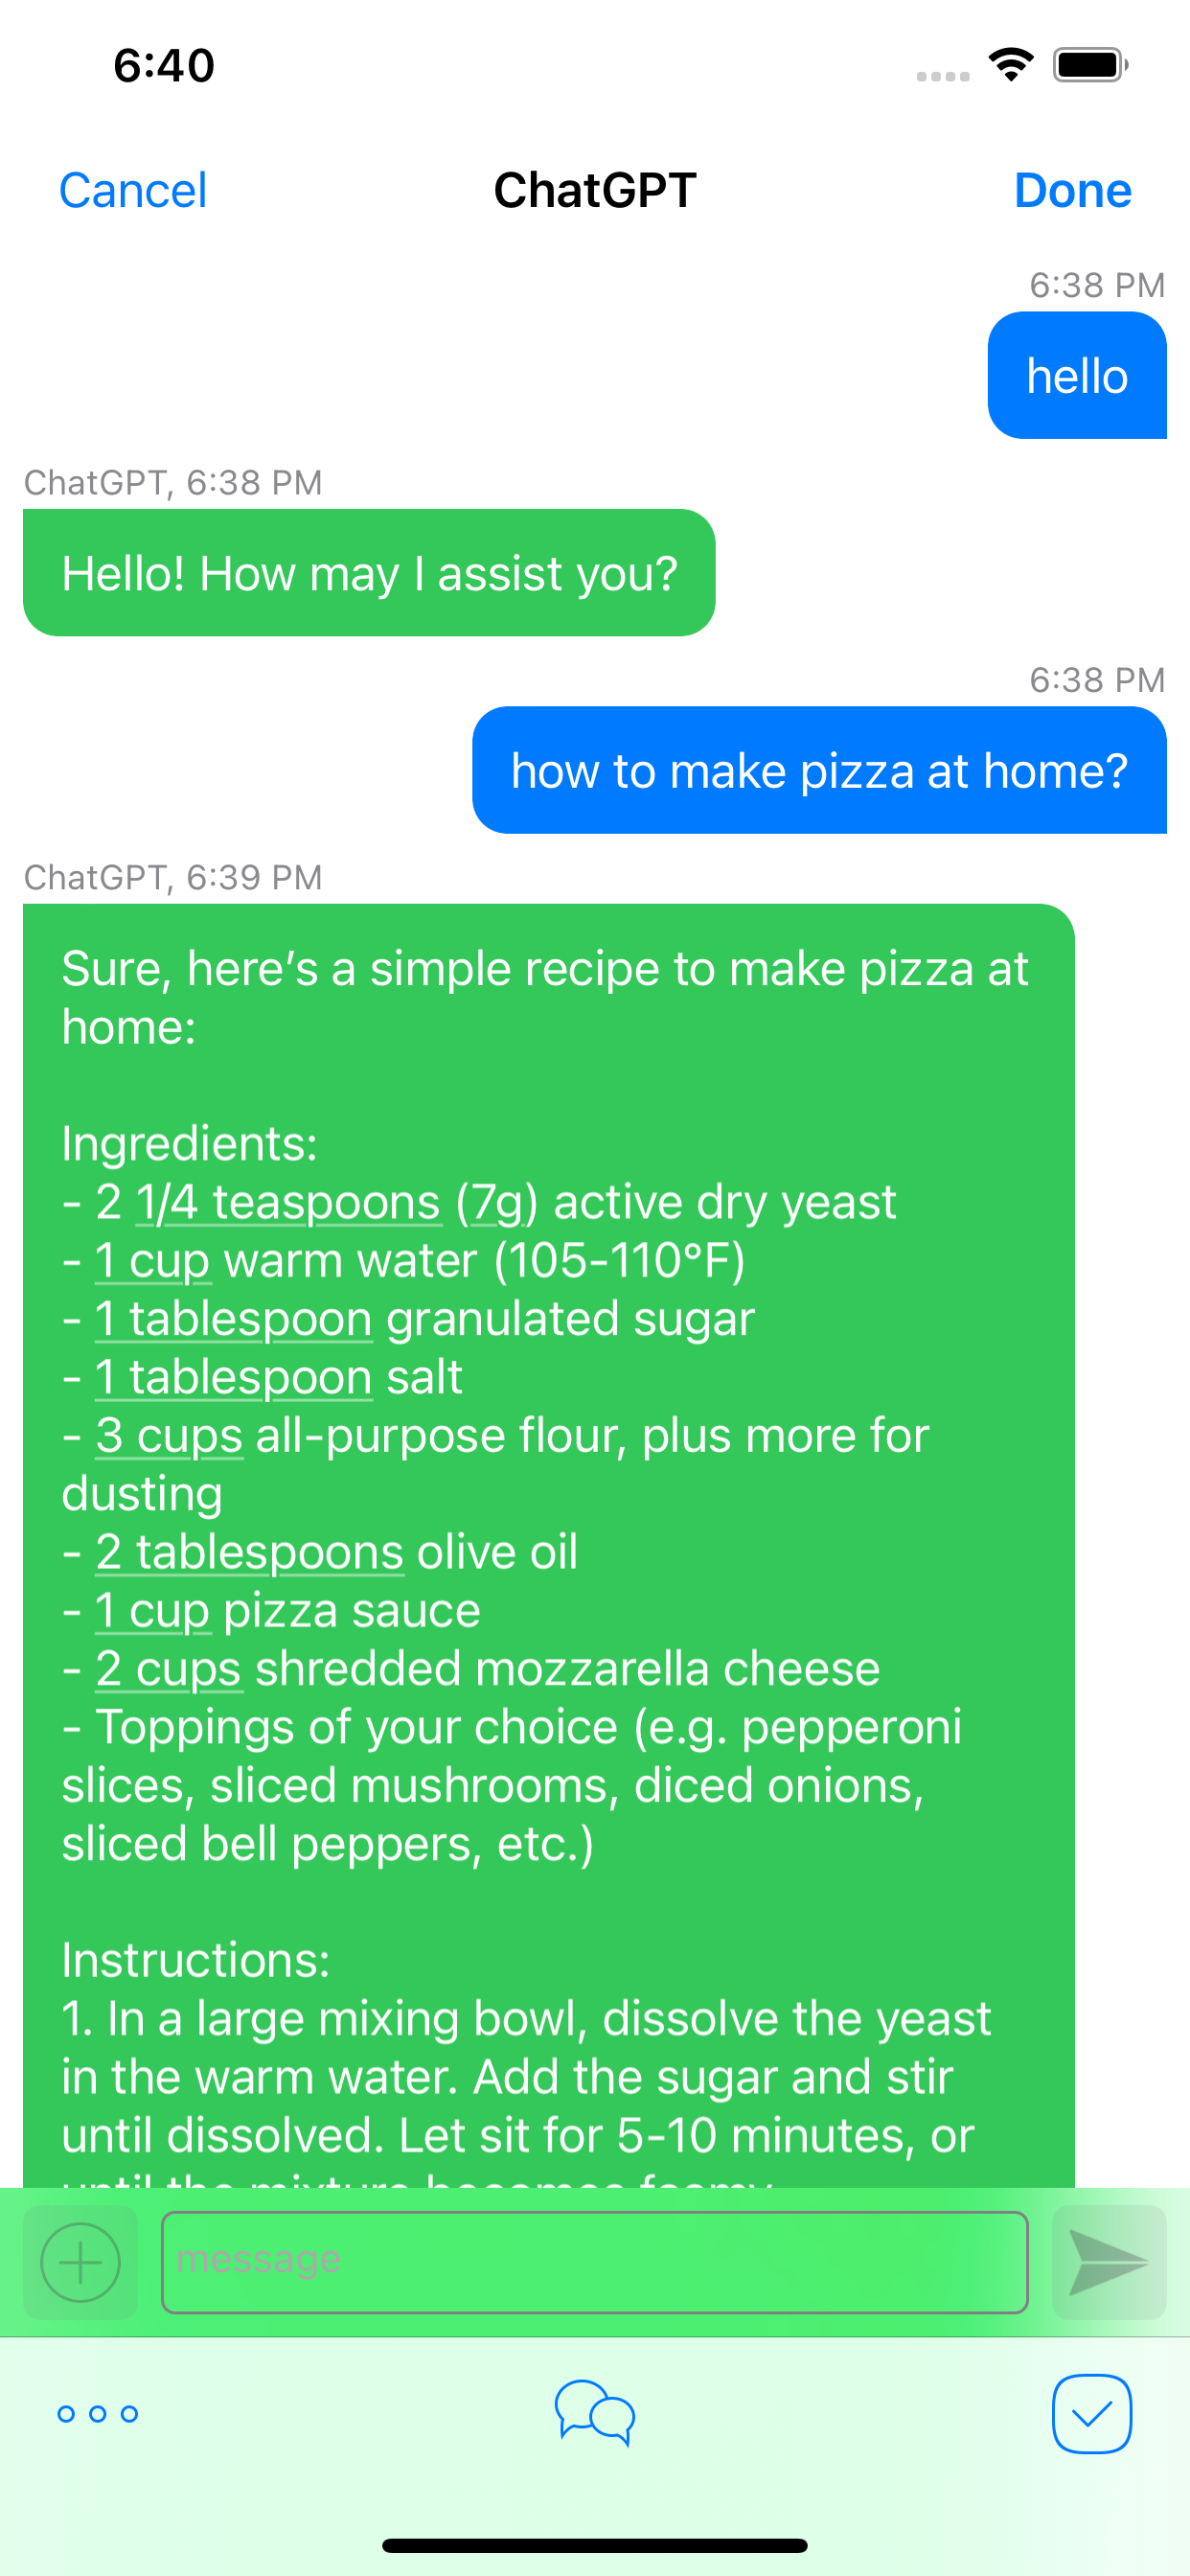 6:40
Cancel ChatGPT Done
6:38 PM
hello
ChatGPT, 6:38 PM
Hello! How may I assist you?
6:38 PM
how to make pizza at home?
ChatGPT, 6:39 PM
Sure, here’s a simple recipe to make pizza at
home:
Ingredients:
- 2 1/4 teaspoons (7g) active dry yeast
- 1 cup warm water (105-110°F)
- 1 tablespoon granulated sugar
- 1 tablespoon salt
- 3 cups all-purpose flour, plus more for
dusting
- 2 tablespoons olive oil
- 1 cup pizza sauce
- 2 cups shredded mozzarella cheese
- Toppings of your choice (e.g. pepperoni
slices, sliced mushrooms, diced onions,
sliced bell peppers, etc.)
Instructions:
1. In a large mixing bowl, dissolve the yeast
in the warm water. Add the sugar and stir
until dissolved. Let sit for 5-10 minutes, or
until the mixture becomes foamy
message